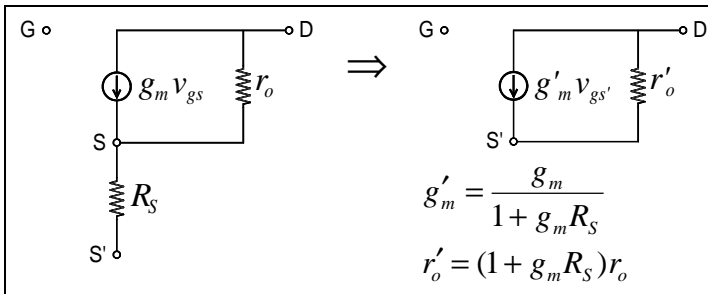 G D G D
g_m v_gs r_o ⇒ g'_m v_gs' r'_o
S S'
R_S
S'
g'_m = g_m / (1 + g_m R_S)
r'_o = (1 + g_m R_S) r_o